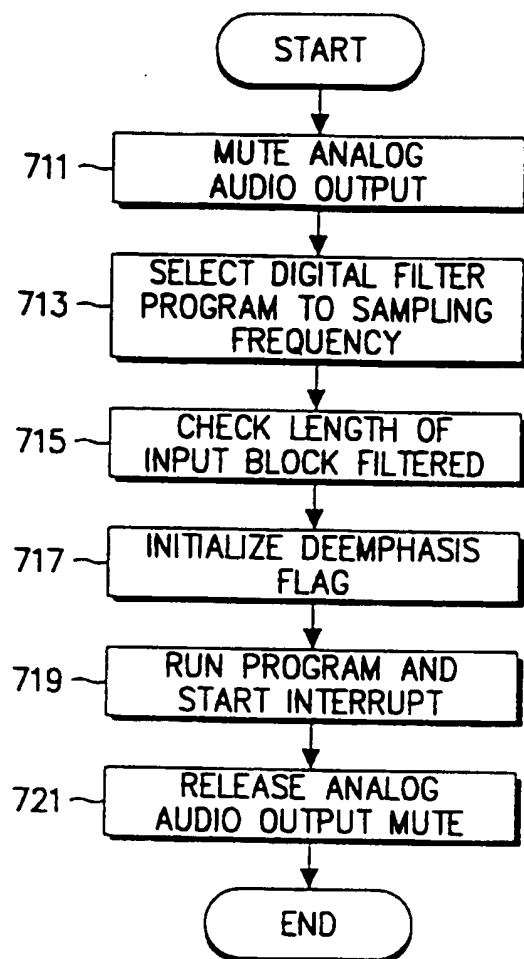 START
711
MUTE ANALOG
AUDIO OUTPUT
713
SELECT DIGITAL FILTER
PROGRAM TO SAMPLING
FREQUENCY
715
CHECK LENGTH OF
INPUT BLOCK FILTERED
717
INITIALIZE DEEMPHASIS
FLAG
719
RUN PROGRAM AND
START INTERRUPT
721
RELEASE ANALOG
AUDIO OUTPUT MUTE
END